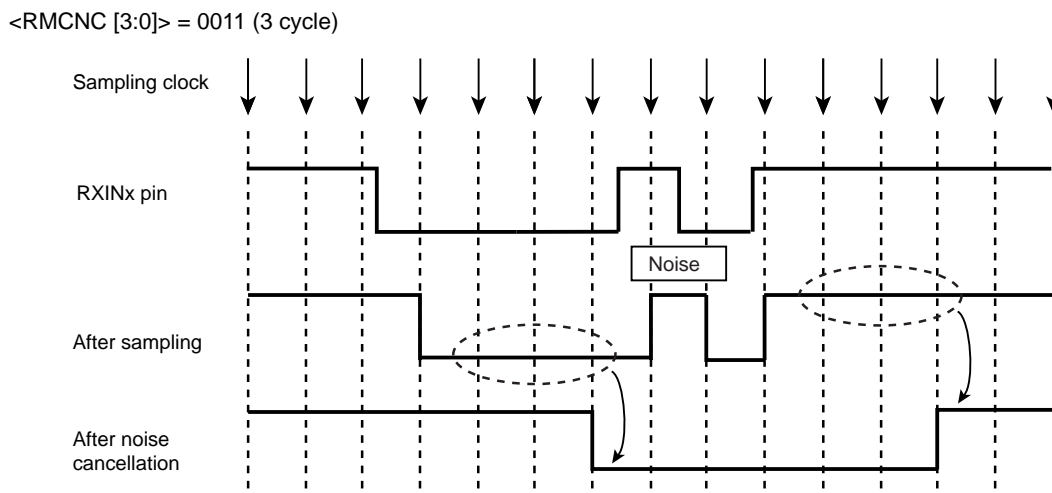 <RMCNC [3:0]> = 0011 (3 cycle)
Sampling clock
RXINx pin
Noise
After sampling
After noise
cancellation